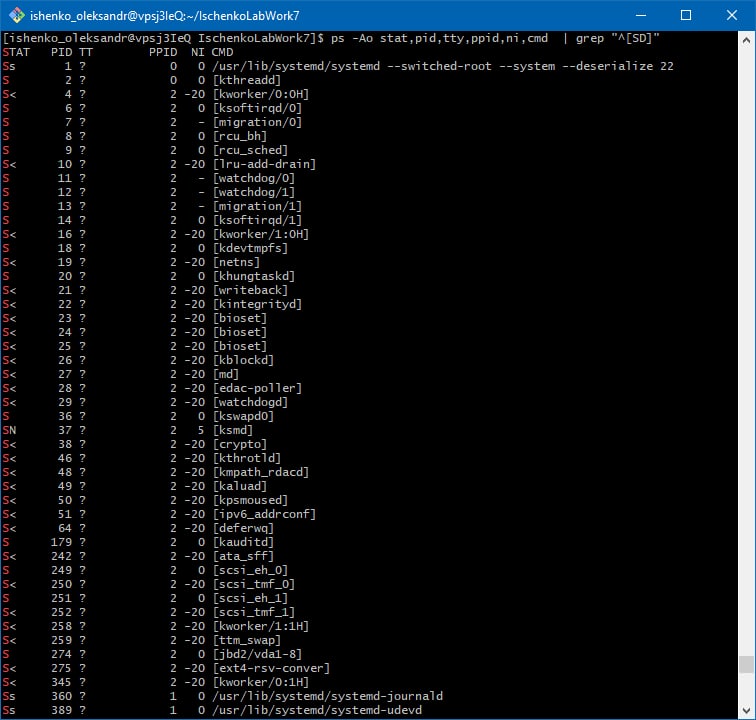 ishenko_oleksandr@vpsj3IeQ:~/IschenkoLabWork7
[ishenko_oleksandr@vpsj3IeQ IschenkoLabWork7]$ ps -Ao stat,pid,tty,ppid,ni,cmd  | grep "^[SD]"
STAT   PID TT        PPID  NI CMD
Ss       1 ?            0   0 /usr/lib/systemd/systemd --switched-root --system --deserialize 22
S        2 ?            0   0 [kthreadd]
S<       4 ?            2 -20 [kworker/0:0H]
S        6 ?            2   0 [ksoftirqd/0]
S        7 ?            2   - [migration/0]
S        8 ?            2   0 [rcu_bh]
S        9 ?            2   0 [rcu_sched]
S<      10 ?            2 -20 [lru-add-drain]
S       11 ?            2   - [watchdog/0]
S       12 ?            2   - [watchdog/1]
S       13 ?            2   - [migration/1]
S       14 ?            2   0 [ksoftirqd/1]
S<      16 ?            2 -20 [kworker/1:0H]
S       18 ?            2   0 [kdevtmpfs]
S<      19 ?            2 -20 [netns]
S       20 ?            2   0 [khungtaskd]
S<      21 ?            2 -20 [writeback]
S<      22 ?            2 -20 [kintegrityd]
S<      23 ?            2 -20 [bioset]
S<      24 ?            2 -20 [bioset]
S<      25 ?            2 -20 [bioset]
S<      26 ?            2 -20 [kblockd]
S<      27 ?            2 -20 [md]
S<      28 ?            2 -20 [edac-poller]
S<      29 ?            2 -20 [watchdogd]
S       36 ?            2   0 [kswapd0]
SN      37 ?            2   5 [ksmd]
S<      38 ?            2 -20 [crypto]
S<      46 ?            2 -20 [kthrotld]
S<      48 ?            2 -20 [kmpath_rdacd]
S<      49 ?            2 -20 [kaluad]
S<      50 ?            2 -20 [kpsmoused]
S<      51 ?            2 -20 [ipv6_addrconf]
S<      64 ?            2 -20 [deferwq]
S      179 ?            2   0 [kauditd]
S<     242 ?            2 -20 [ata_sff]
S      249 ?            2   0 [scsi_eh_0]
S<     250 ?            2 -20 [scsi_tmf_0]
S      251 ?            2   0 [scsi_eh_1]
S<     252 ?            2 -20 [scsi_tmf_1]
S<     258 ?            2 -20 [kworker/1:1H]
S<     259 ?            2 -20 [ttm_swap]
S      274 ?            2   0 [jbd2/vda1-8]
S<     275 ?            2 -20 [ext4-rsv-conver]
S<     345 ?            2 -20 [kworker/0:1H]
Ss     360 ?            1   0 /usr/lib/systemd/systemd-journald
Ss     389 ?            1   0 /usr/lib/systemd/systemd-udevd